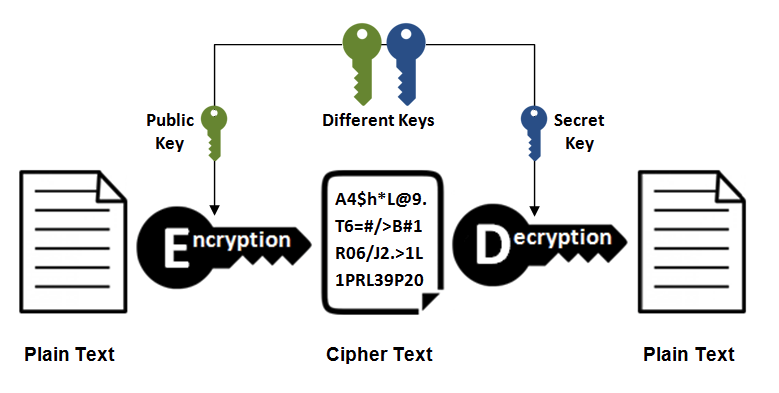 Public
Key
Different Keys
Secret
Key
Encryption
A4$h*L@9.
T6=#/>B#1
R06/J2.>1L
1PRL39P20
Decryption
Plain Text
Cipher Text
Plain Text